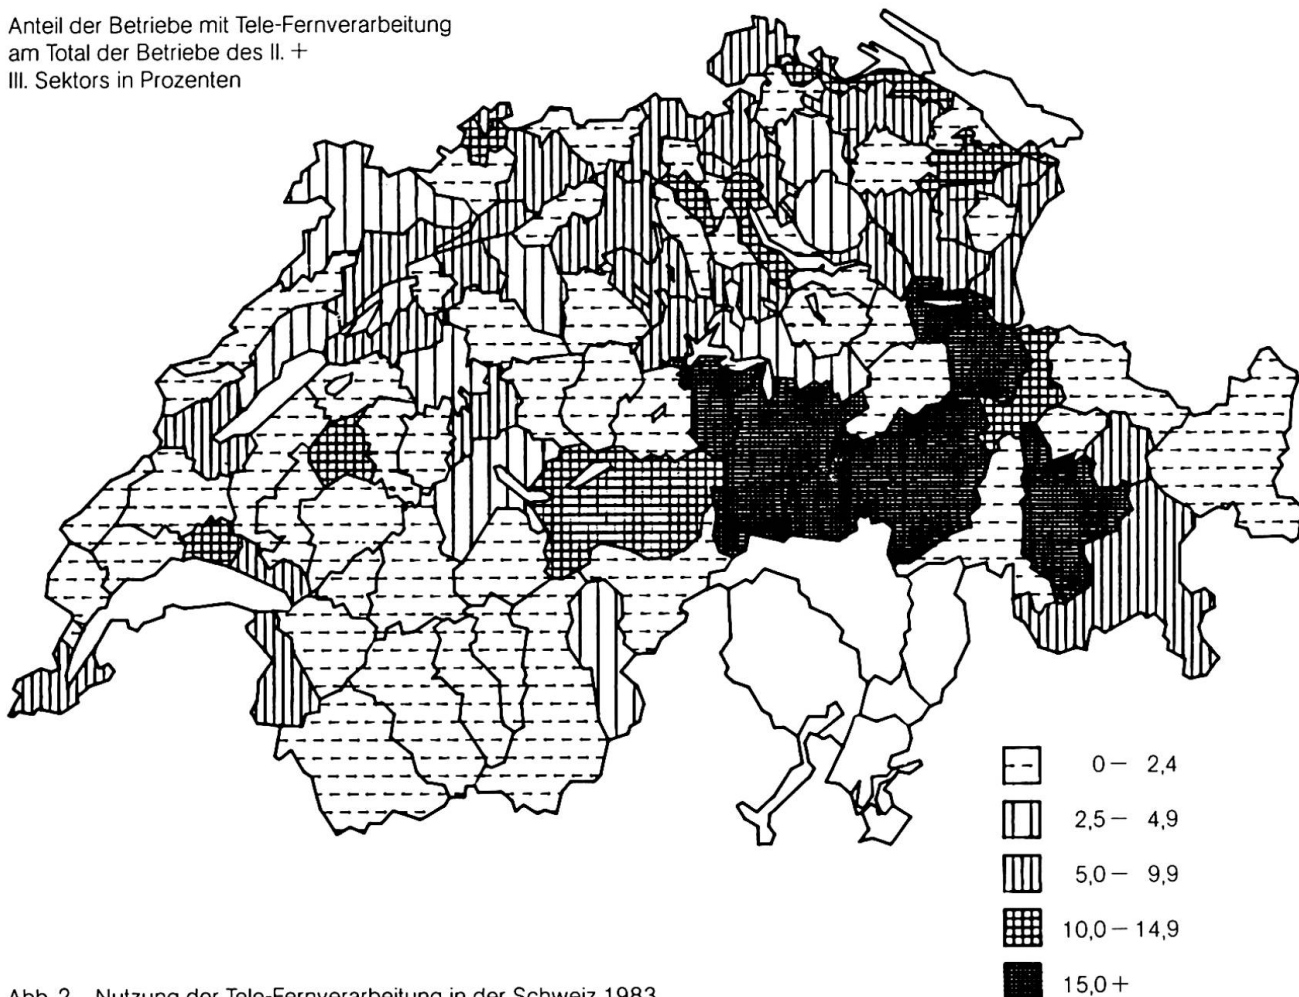 Anteil der Betriebe mit Tele-Fernverarbeitung
am Total der Betriebe des II. +
III. Sektors in Prozenten
0 – 2,4
2,5 – 4,9
5,0 – 9,9
10,0 – 14,9
15,0 +
Abb. 2 Nutzung der Tele-Fernverarbeitung in der Schweiz 1983